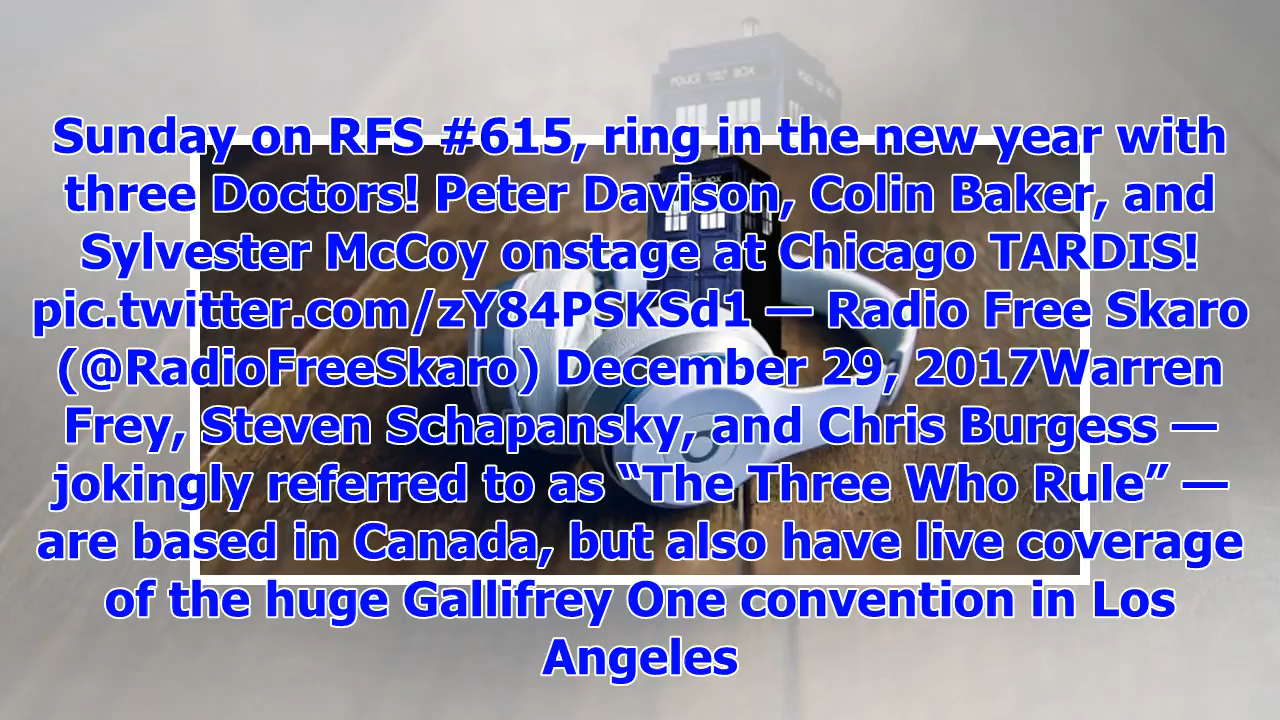 POLICE BOX
Sunday on RFS #615, ring in the new year with
three Doctors! Peter Davison, Colin Baker, and
Sylvester McCoy onstage at Chicago TARDIS!
pic.twitter.com/zY84PSKSd1 — Radio Free Skaro
(@RadioFreeSkaro) December 29, 2017Warren
Frey, Steven Schapansky, and Chris Burgess —
jokingly referred to as “The Three Who Rule” —
are based in Canada, but also have live coverage
of the huge Gallifrey One convention in Los
Angeles